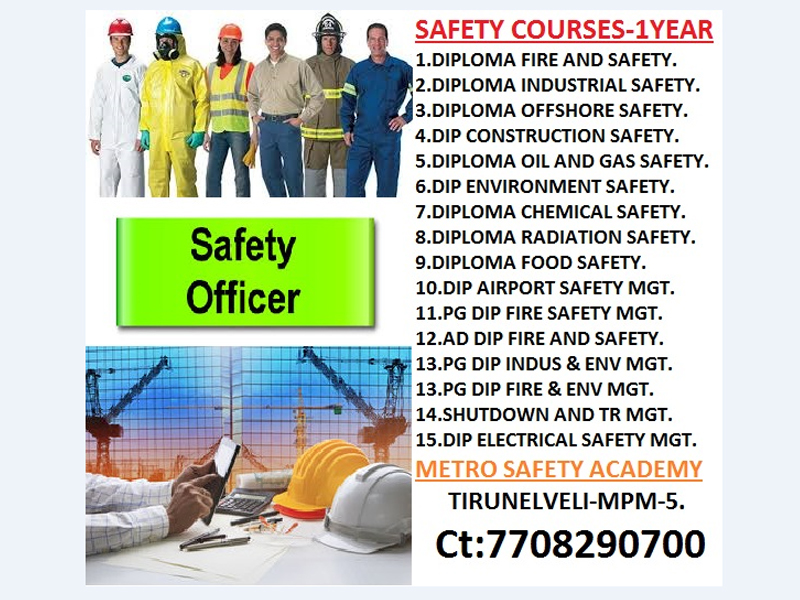 SAFETY COURSES-1YEAR
1.DIPLOMA FIRE AND SAFETY.
2.DIPLOMA INDUSTRIAL SAFETY.
3.DIPLOMA OFFSHORE SAFETY.
4.DIP CONSTRUCTION SAFETY.
5.DIPLOMA OIL AND GAS SAFETY.
6.DIP ENVIRONMENT SAFETY.
7.DIPLOMA CHEMICAL SAFETY.
8.DIPLOMA RADIATION SAFETY.
9.DIPLOMA FOOD SAFETY.
10.DIP AIRPORT SAFETY MGT.
11.PG DIP FIRE SAFETY MGT.
12.AD DIP FIRE AND SAFETY.
13.PG DIP INDUS & ENV MGT.
13.PG DIP FIRE & ENV MGT.
14.SHUTDOWN AND TR MGT.
15.DIP ELECTRICAL SAFETY MGT.
METRO SAFETY ACADEMY
TIRUNELVELI-MPM-5.
Ct:7708290700
Safety
Officer